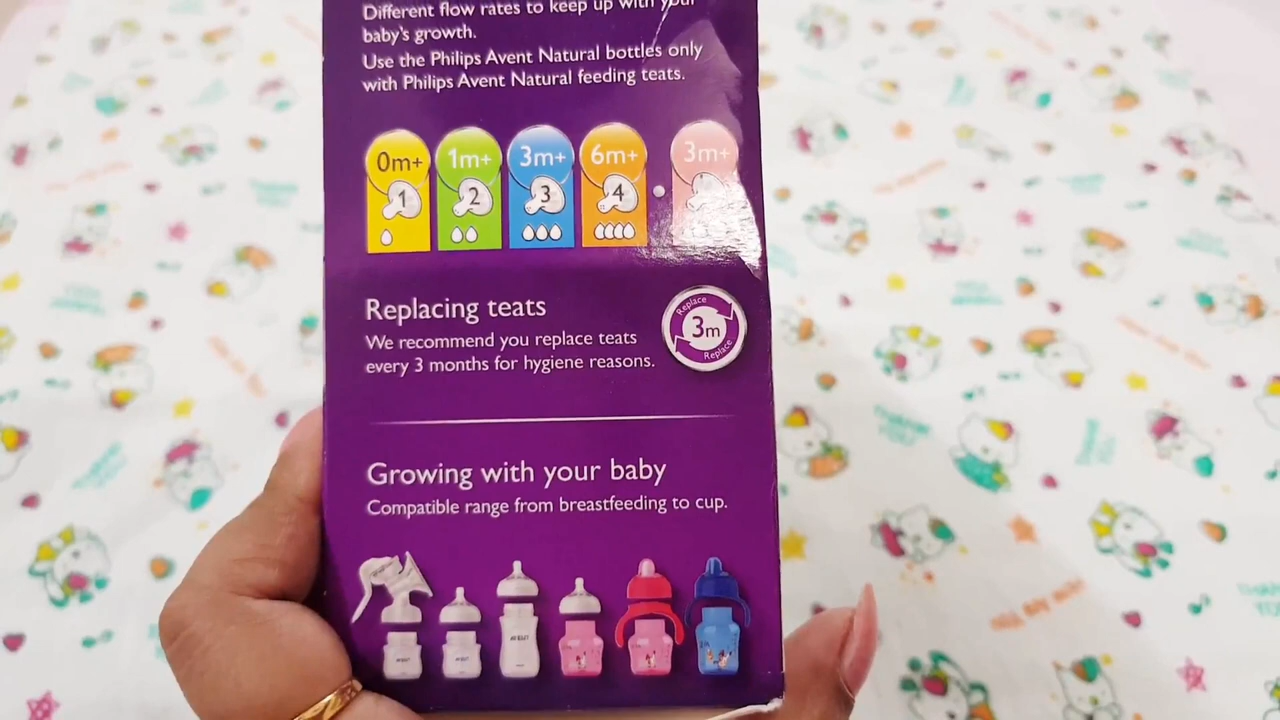 Different flow rates to keep up with your
baby's growth.
Use the Philips Avent Natural bottles only
with Philips Avent Natural feeding teats.
0m+ 1m+ 3m+ 6m+ 3m+
1 2 3 4
Replacing teats
We recommend you replace teats
every 3 months for hygiene reasons.
Replace
3m
Replace
Growing with your baby
Compatible range from breastfeeding to cup.
AVENT